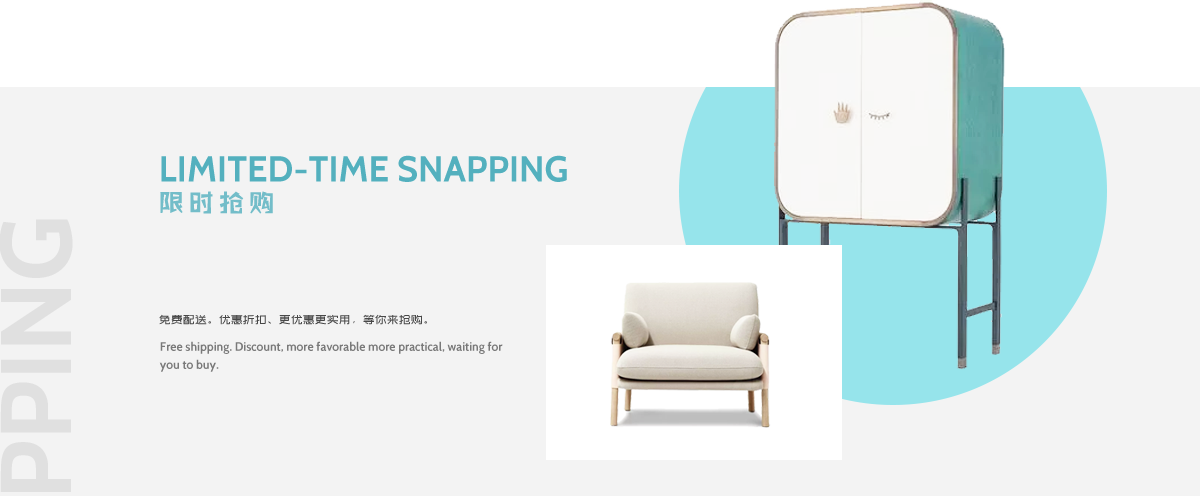 LIMITED-TIME SNAPPING
限时抢购
免费配送。优惠折扣、更优惠更实用，等你来抢购。
Free shipping. Discount, more favorable more practical, waiting for
you to buy.
PPING